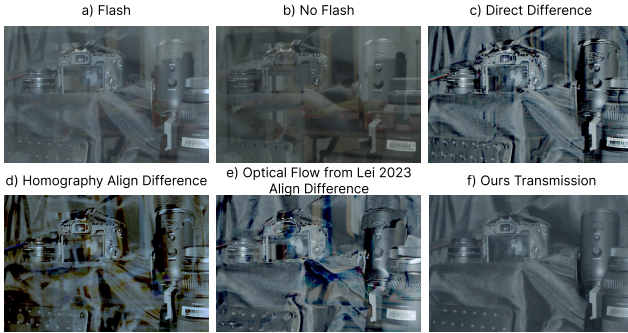 a) Flash
b) No Flash
c) Direct Difference
d) Homography Align Difference
e) Optical Flow from Lei 2023
Align Difference
f) Ours Transmission